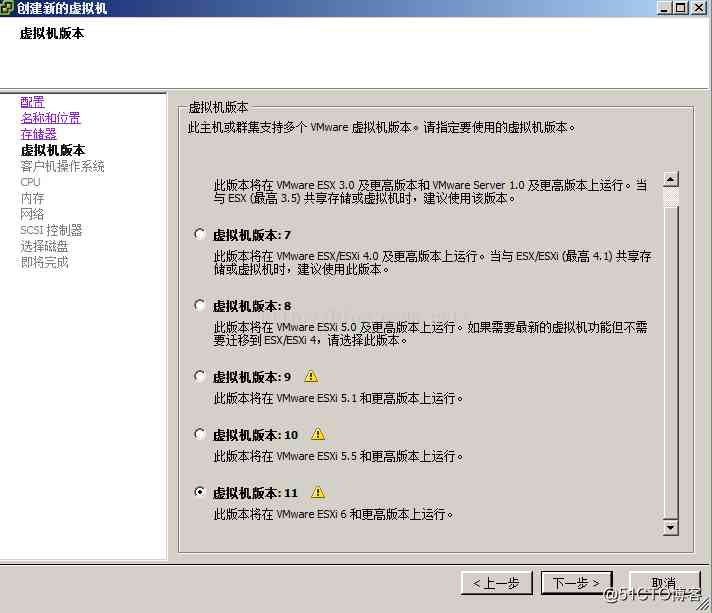 创建新的虚拟机
虚拟机版本
配置
名称和位置
存储器
虚拟机版本
客户机操作系统
CPU
内存
网络
SCSI 控制器
选择磁盘
即将完成
虚拟机版本
此主机或群集支持多个 VMware 虚拟机版本。请指定要使用的虚拟机版本。
此版本将在 VMware ESX 3.0 及更高版本和 VMware Server 1.0 及更高版本上运行。当
与 ESX (最高 3.5) 共享存储或虚拟机时，建议使用该版本。
虚拟机版本: 7
此版本将在 VMware ESX/ESXi 4.0 及更高版本上运行。当与 ESX/ESXi (最高 4.1) 共享存
储或虚拟机时，建议使用此版本。
虚拟机版本: 8
此版本将在 VMware ESXi 5.0 及更高版本上运行。如果需要最新的虚拟机功能但不需
要迁移到 ESX/ESXi 4，请选择此版本。
虚拟机版本: 9
此版本将在 VMware ESXi 5.1 和更高版本上运行。
虚拟机版本: 10
此版本将在 VMware ESXi 5.5 和更高版本上运行。
虚拟机版本: 11
此版本将在 VMware ESXi 6 和更高版本上运行。
< 上一步
下一步 >
取消
@51CTO博客